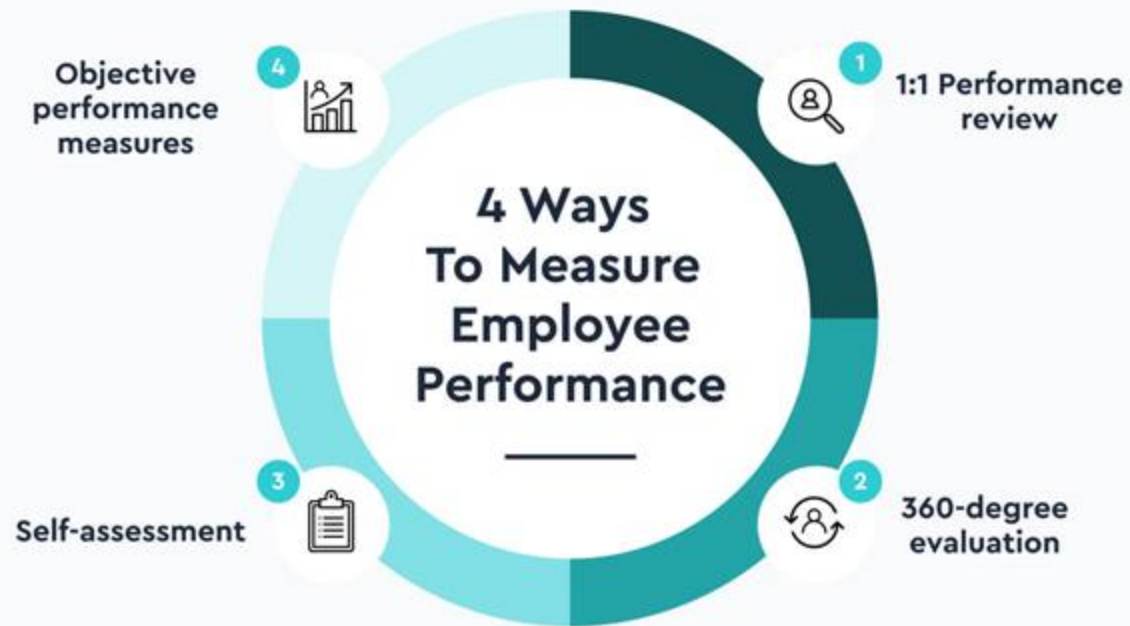 4 Ways
To Measure
Employee
Performance
1
1:1 Performance
review
2
360-degree
evaluation
3
Self-assessment
4
Objective
performance
measures